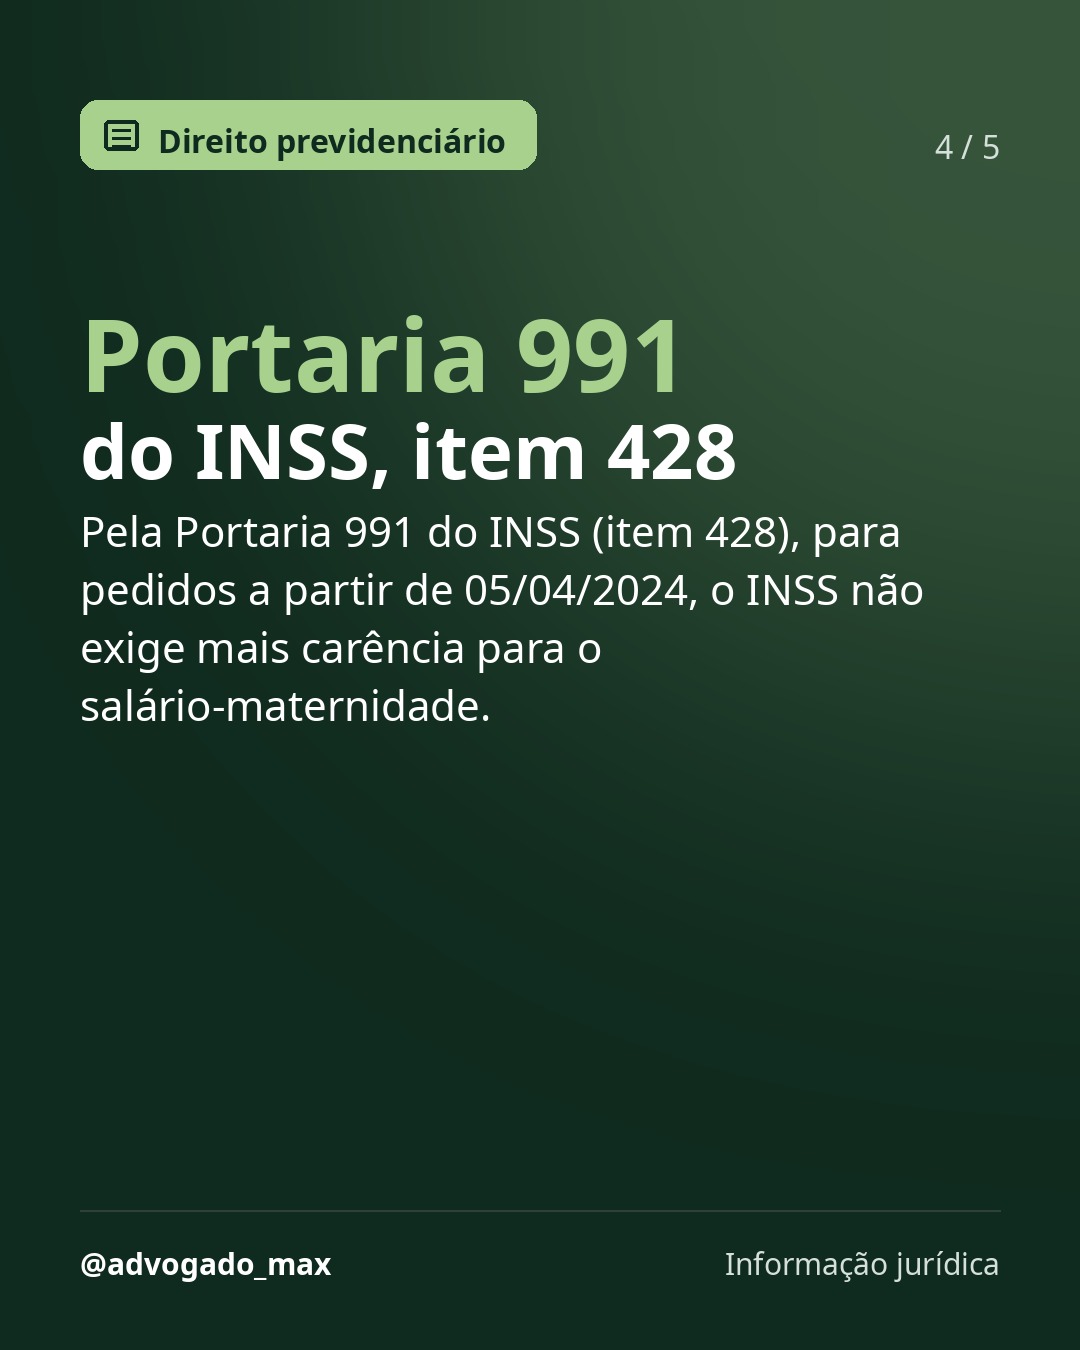 Direito previdenciário
4 / 5
Portaria 991
do INSS, item 428
Pela Portaria 991 do INSS (item 428), para
pedidos a partir de 05/04/2024, o INSS não
exige mais carência para o
salário-maternidade.
@advogado_max
Informação jurídica